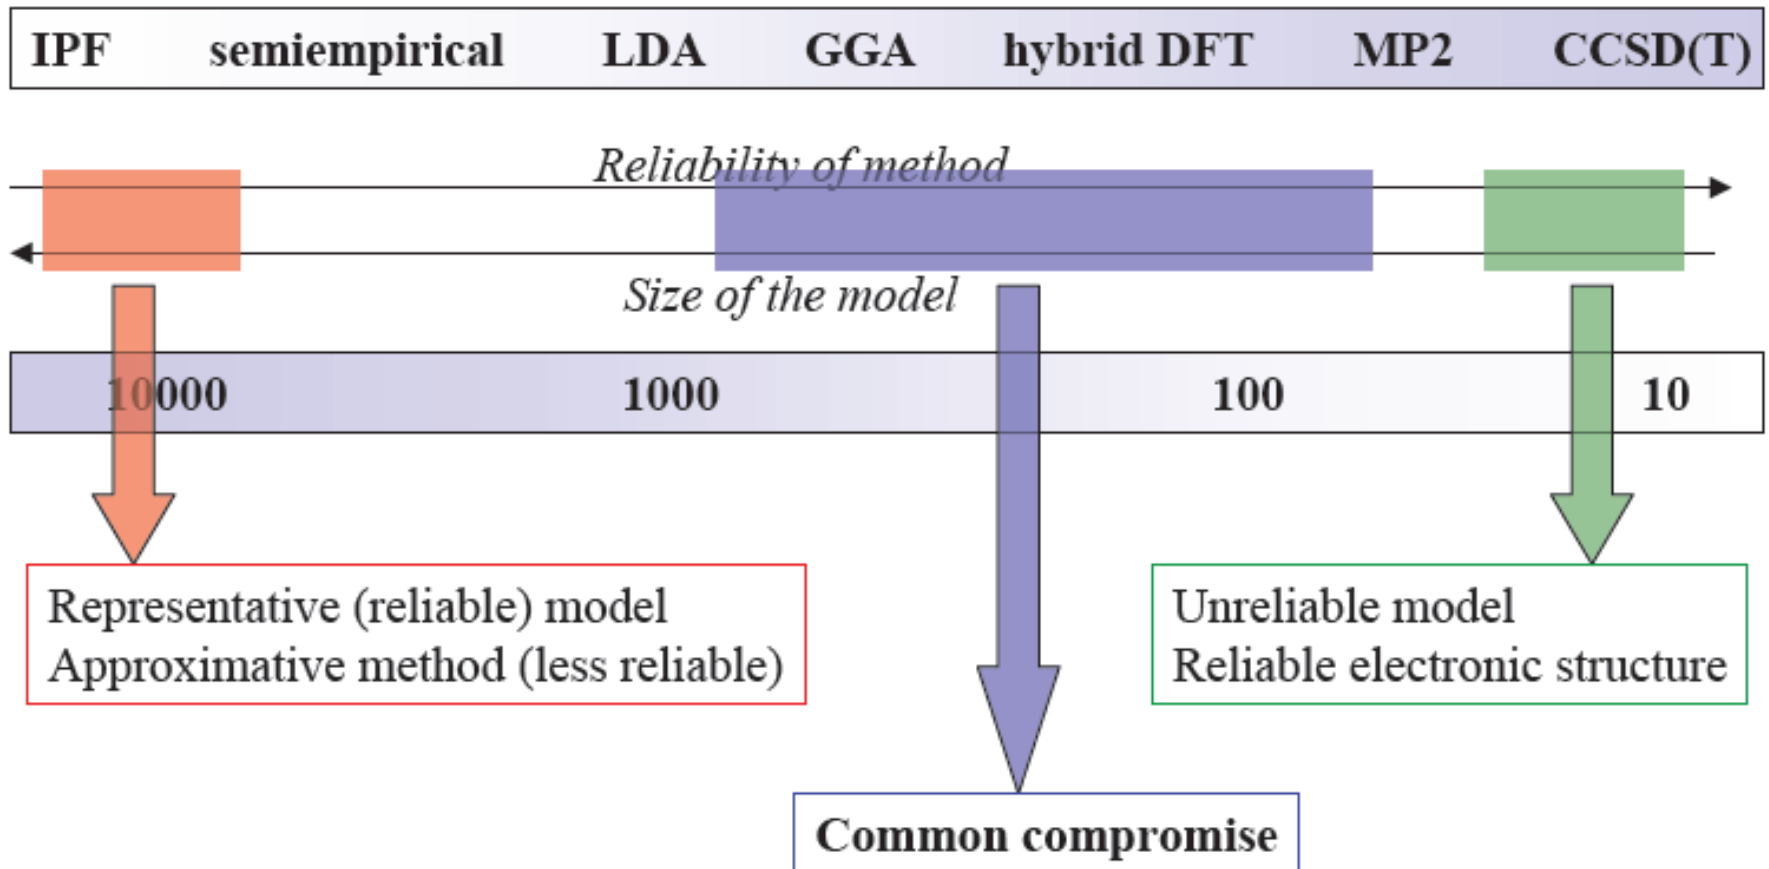 IPF semiempirical LDA GGA hybrid DFT MP2 CCSD(T)
Reliability of method
Size of the model
10000 1000 100 10
Representative (reliable) model
Approximative method (less reliable)
Unreliable model
Reliable electronic structure
Common compromise